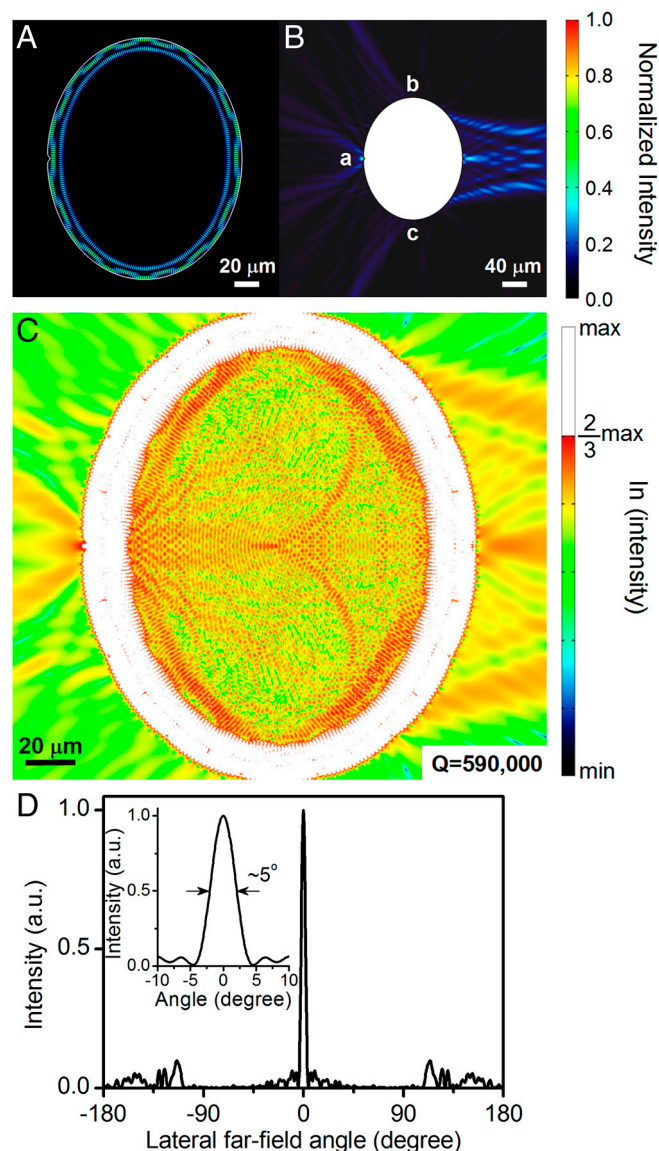 A
20 μm
B
b
a
c
40 μm
1.0
0.8
0.6
0.4
0.2
0.0
Normalized Intensity
C
20 μm
Q=590,000
max
2/3 max
min
ln (intensity)
D
Intensity (a.u.)
1.0
0.5
0.0
-180 -90 0 90 180
Lateral far-field angle (degree)
Intensity (a.u.)
1.0
0.5
0.0
~5°
-10 -5 0 5 10
Angle (degree)